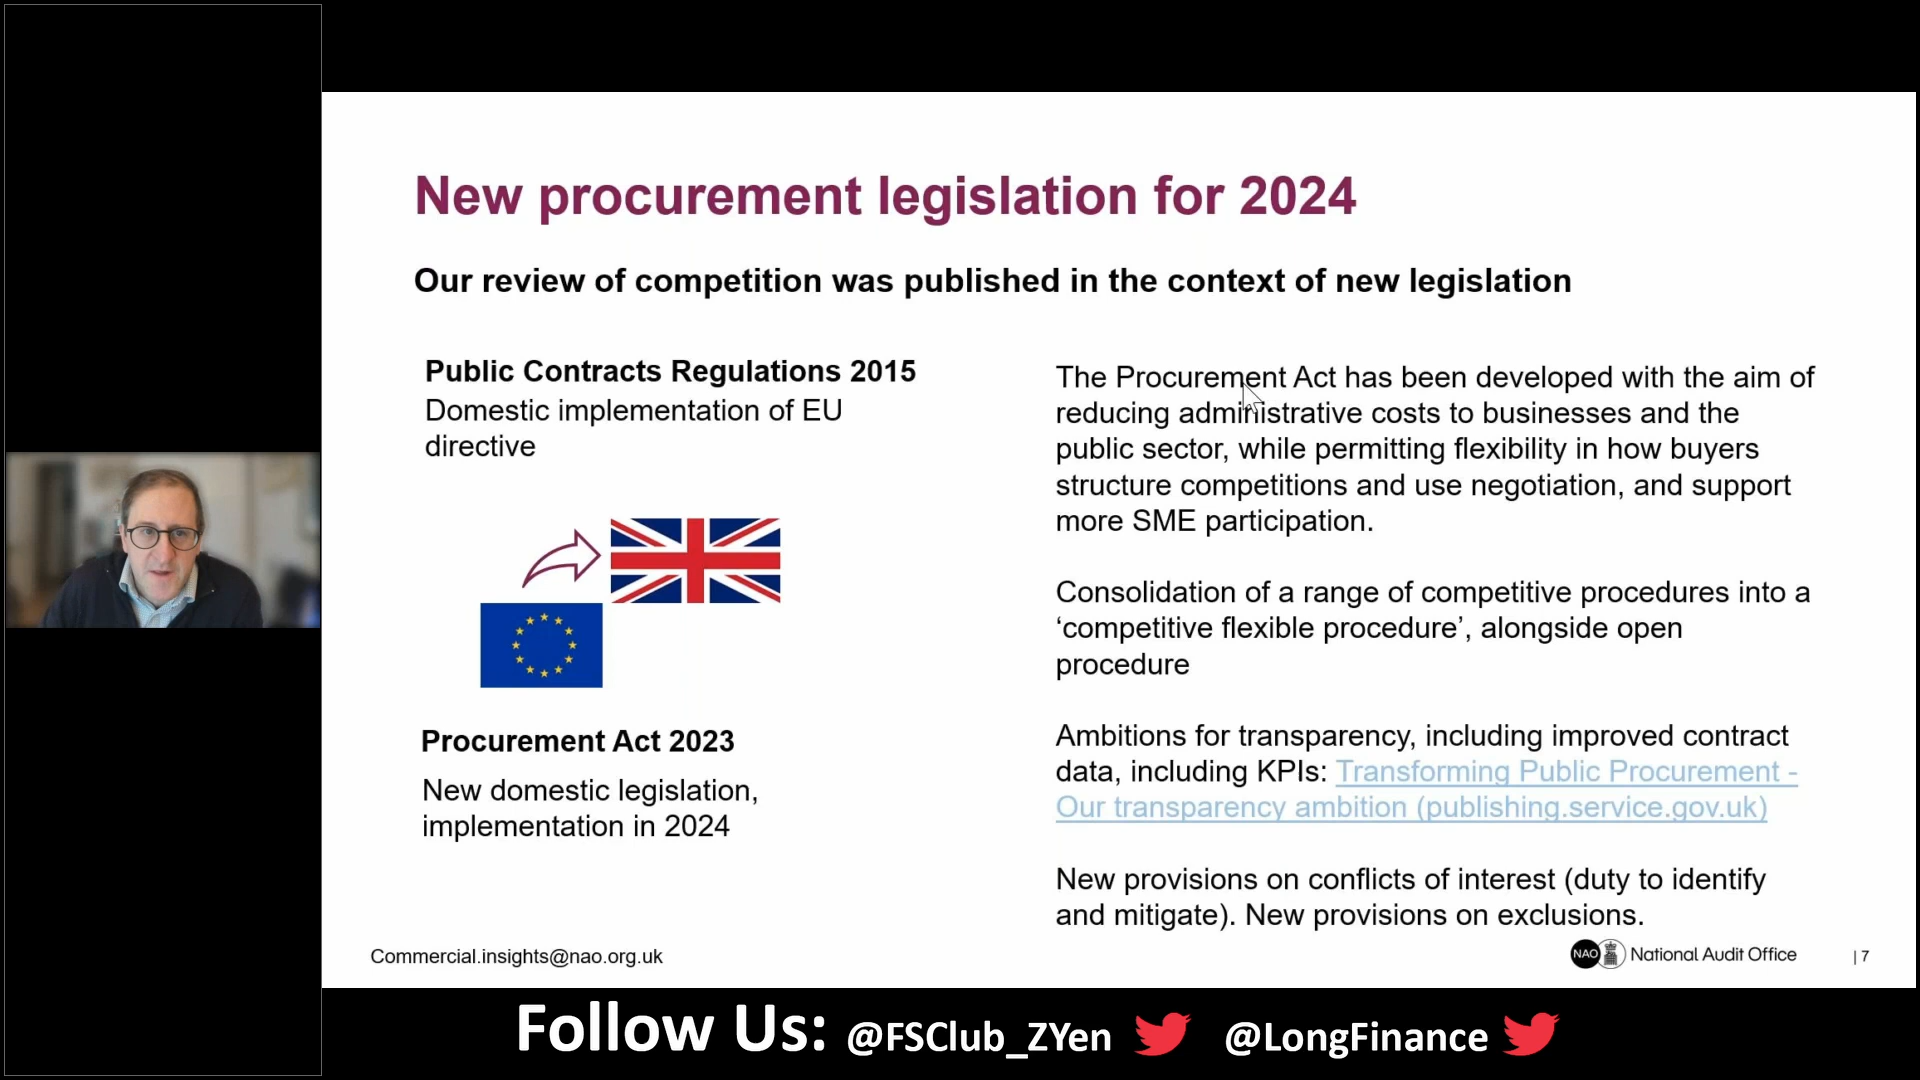 New procurement legislation for 2024
Our review of competition was published in the context of new legislation
Public Contracts Regulations 2015
Domestic implementation of EU
directive
Procurement Act 2023
New domestic legislation,
implementation in 2024
The Procurement Act has been developed with the aim of
reducing administrative costs to businesses and the
public sector, while permitting flexibility in how buyers
structure competitions and use negotiation, and support
more SME participation.
Consolidation of a range of competitive procedures into a
‘competitive flexible procedure’, alongside open
procedure
Ambitions for transparency, including improved contract
data, including KPIs: Transforming Public Procurement -
Our transparency ambition (publishing.service.gov.uk)
New provisions on conflicts of interest (duty to identify
and mitigate). New provisions on exclusions.
Commercial.insights@nao.org.uk
NAO National Audit Office
| 7
Follow Us: @FSClub_ZYen @LongFinance